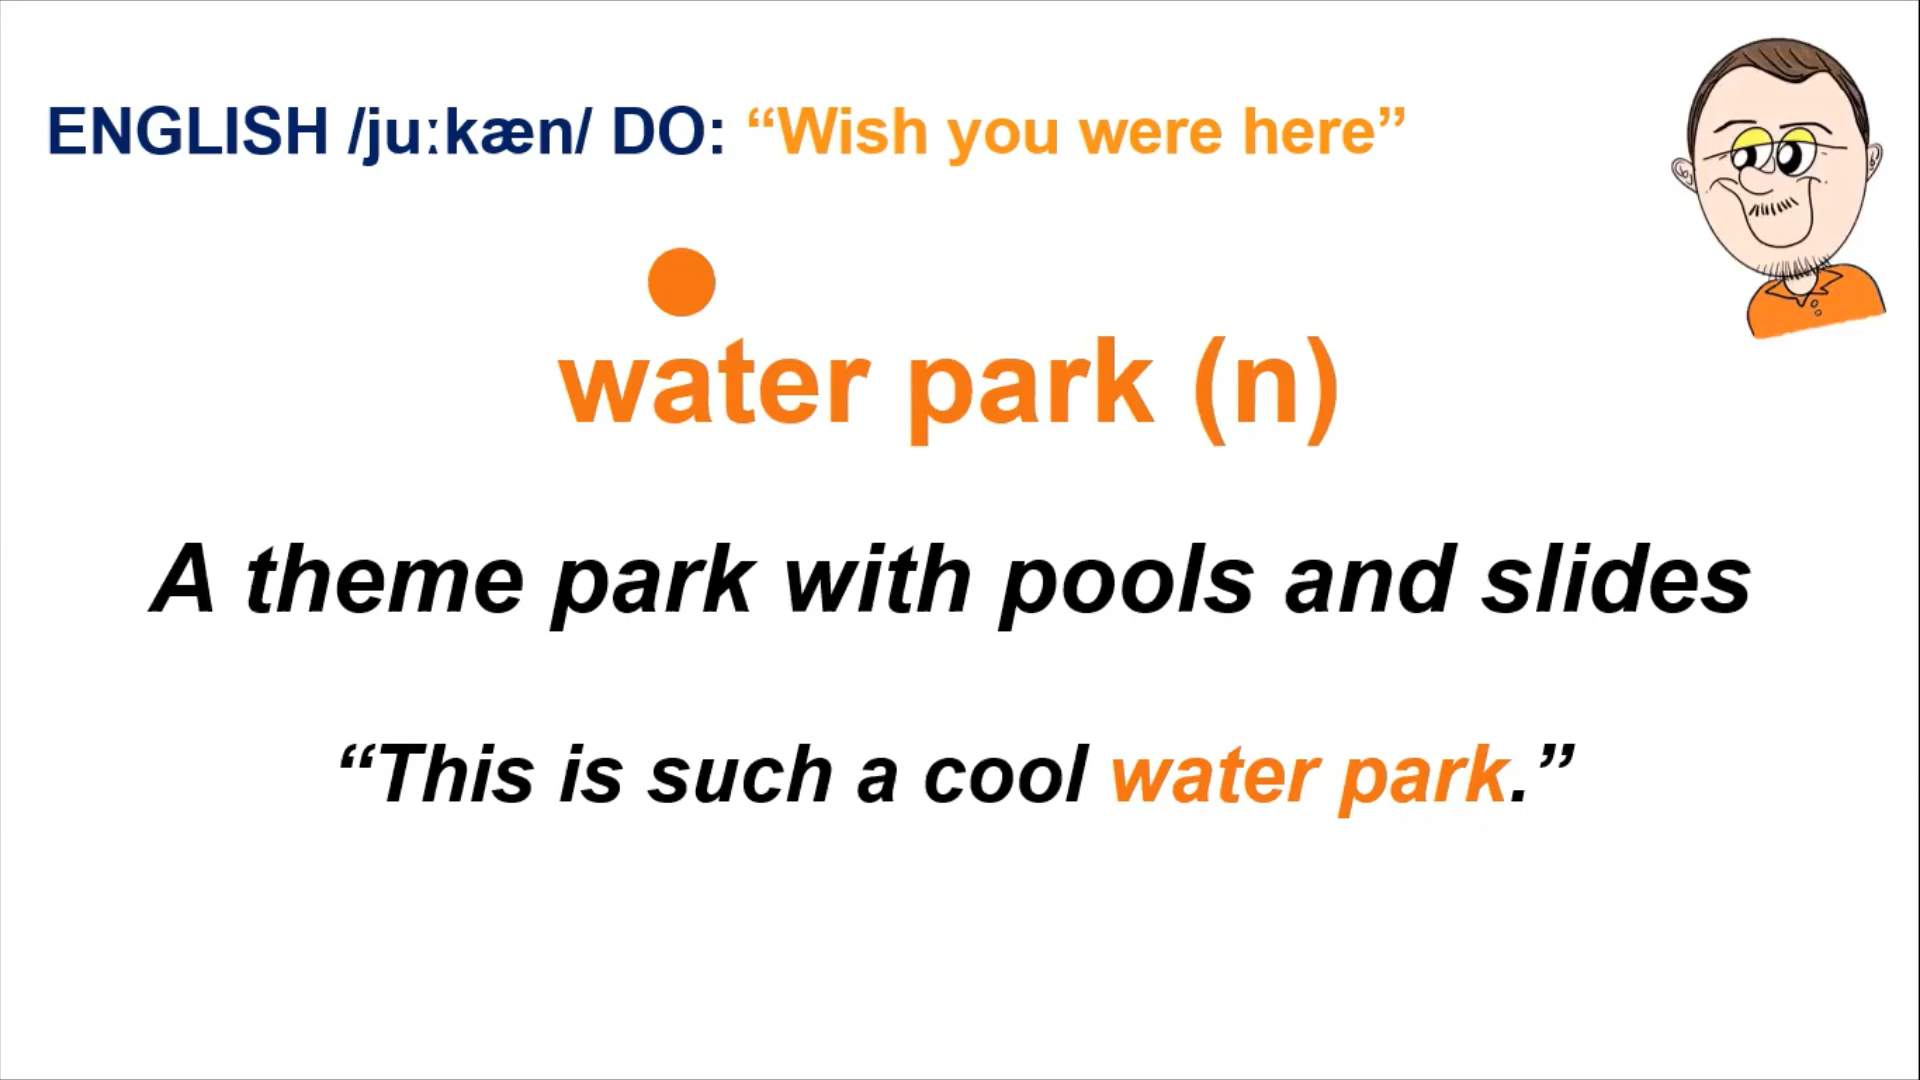 ENGLISH /juːkæn/ DO: “Wish you were here”
water park (n)
A theme park with pools and slides
“This is such a cool water park.”